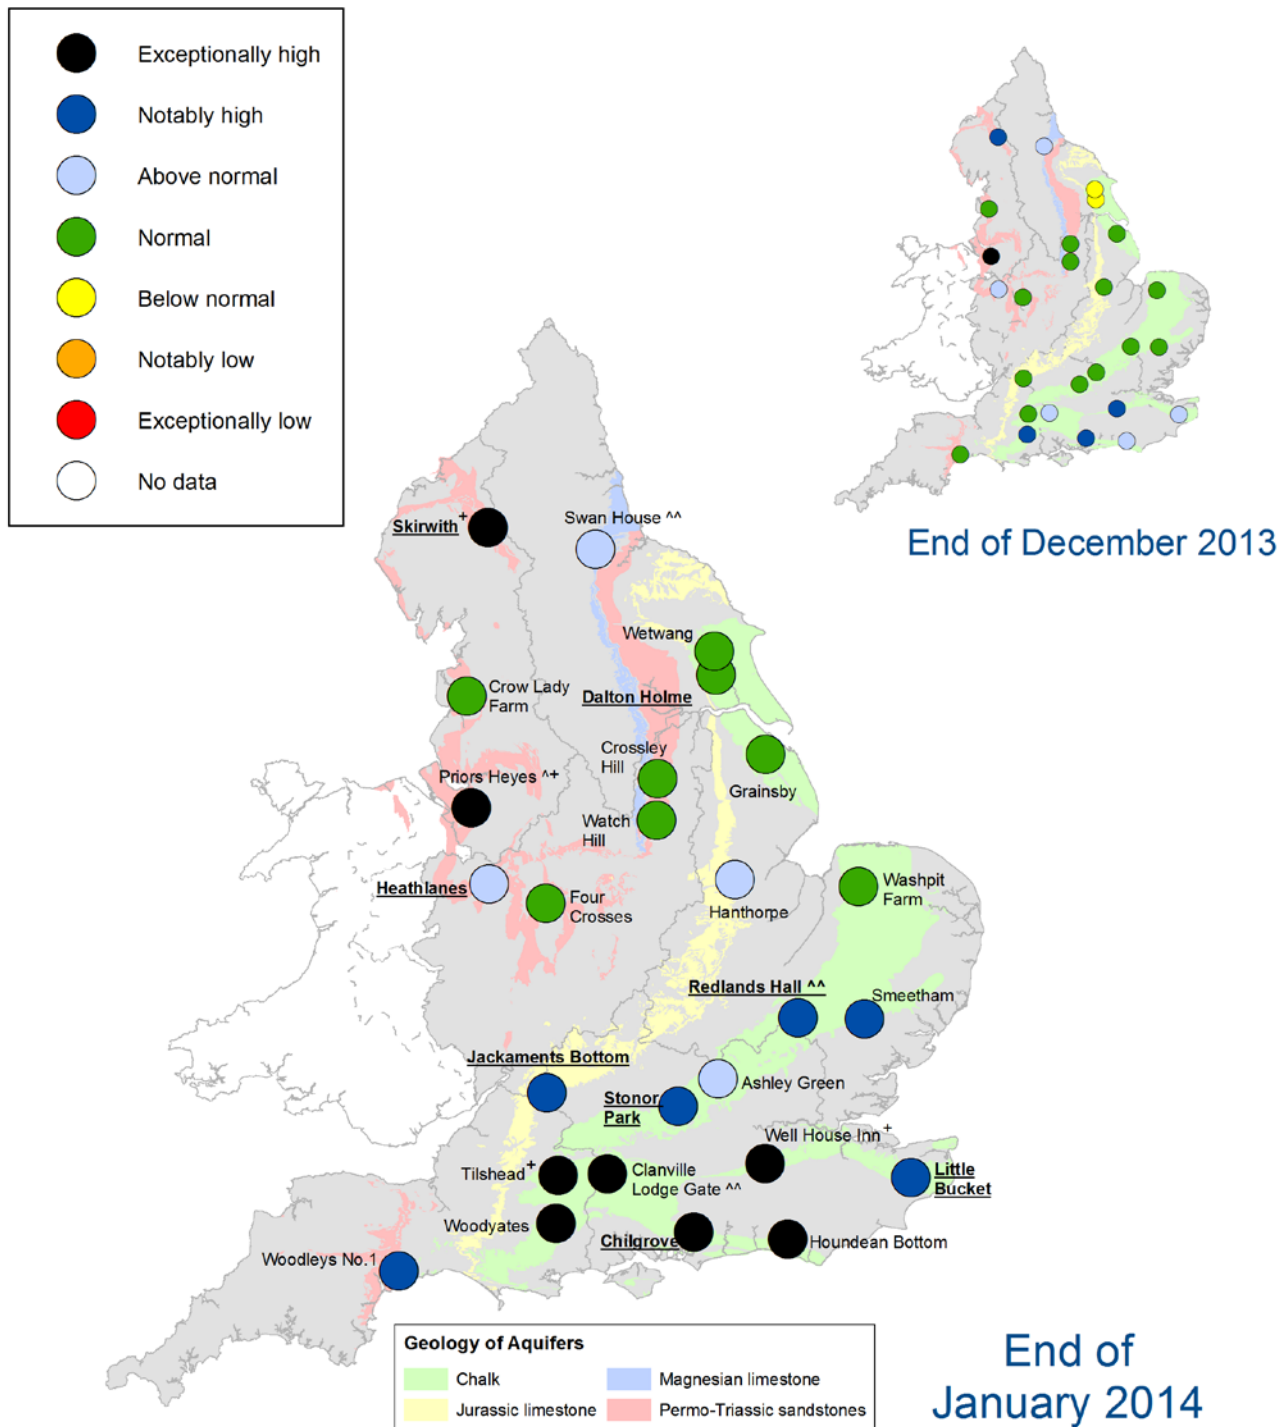 Exceptionally high
Notably high
Above normal
Normal
Below normal
Notably low
Exceptionally low
No data
End of December 2013
Skirwith +
Swan House ^^
Wetwang
Dalton Holme
Crow Lady
Farm
Crossley
Hill
Grainsby
Priors Heyes ^+
Watch
Hill
Heathlanes
Four
Crosses
Hanthorpe
Washpit
Farm
Redlands Hall ^^
Smeetham
Jackaments Bottom
Ashley Green
Stonor
Park
Well House Inn +
Tilshead +
Clanville
Lodge Gate ^^
Little
Bucket
Woodyates
Chilgrove
Houndean Bottom
Woodleys No.1
Geology of Aquifers
Chalk
Magnesian limestone
Jurassic limestone
Permo-Triassic sandstones
End of
January 2014